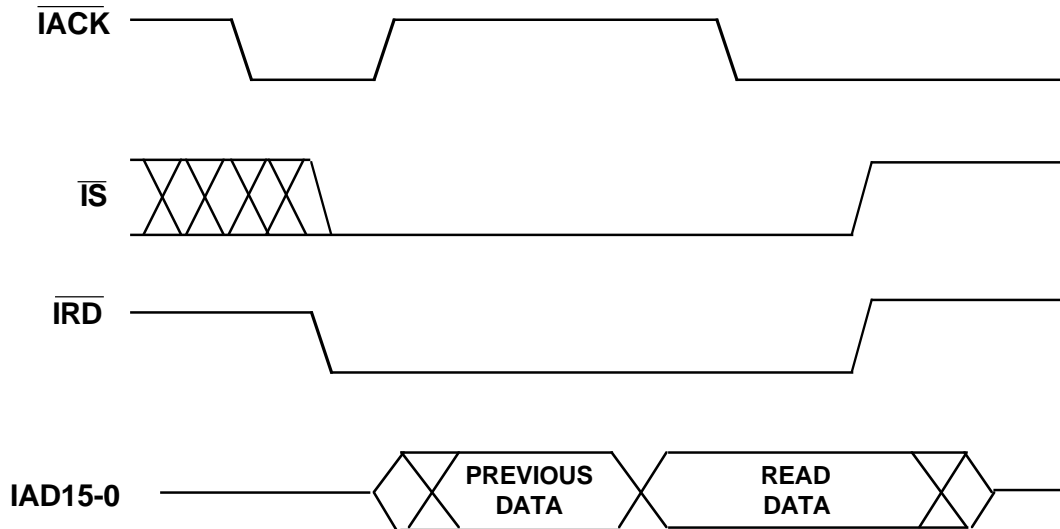 IACK
IS
IRD
IAD15-0
PREVIOUS
DATA
READ
DATA